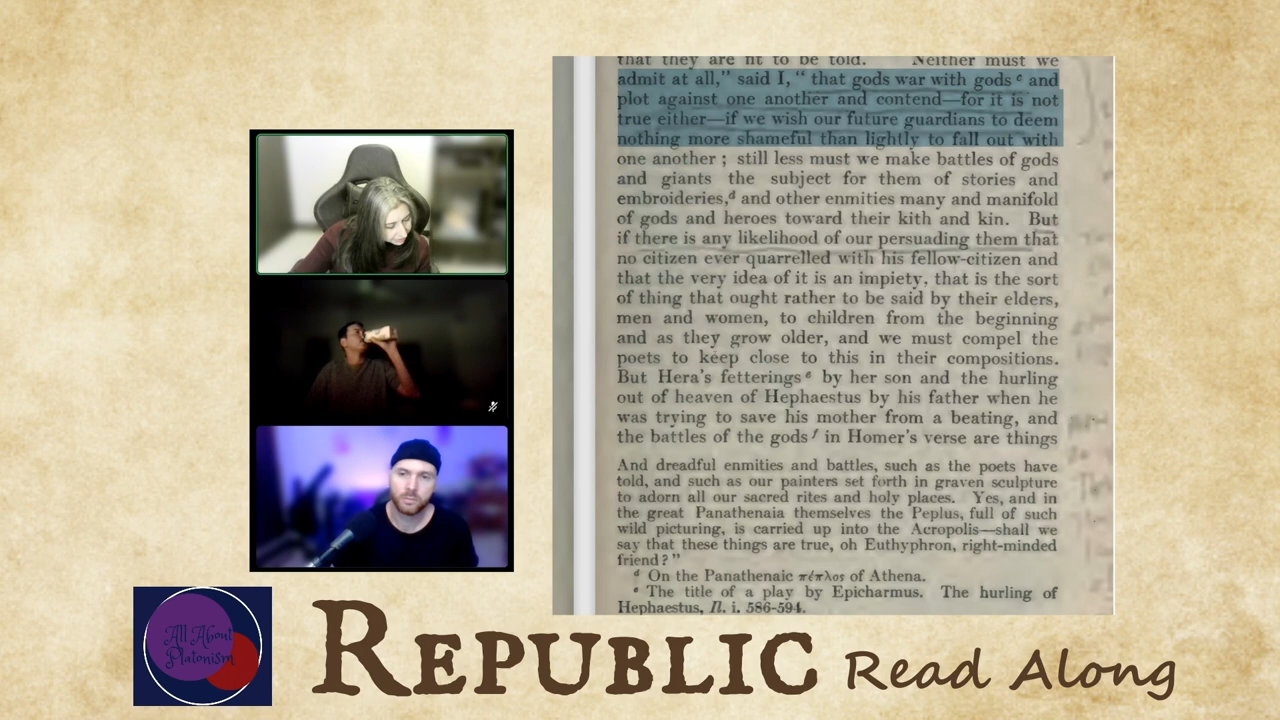 that they are fit to be told. Neither must we
admit at all,” said I, “ that gods war with gods ᶜ and
plot against one another and contend—for it is not
true either—if we wish our future guardians to deem
nothing more shameful than lightly to fall out with
one another ; still less must we make battles of gods
and giants the subject for them of stories and
embroideries,ᵈ and other enmities many and manifold
of gods and heroes toward their kith and kin. But
if there is any likelihood of our persuading them that
no citizen ever quarrelled with his fellow-citizen and
that the very idea of it is an impiety, that is the sort
of thing that ought rather to be said by their elders,
men and women, to children from the beginning
and as they grow older, and we must compel the
poets to keep close to this in their compositions.
But Hera’s fetterings ᵉ by her son and the hurling
out of heaven of Hephaestus by his father when he
was trying to save his mother from a beating, and
the battles of the gods ᶠ in Homer’s verse are things
And dreadful enmities and battles, such as the poets have
told, and such as our painters set forth in graven sculpture
to adorn all our sacred rites and holy places. Yes, and in
the great Panathenaia themselves the Peplus, full of such
wild picturing, is carried up into the Acropolis—shall we
say that these things are true, oh Euthyphron, right-minded
friend ? ”
ᵈ On the Panathenaic πέπλος of Athena.
ᵉ The title of a play by Epicharmus. The hurling of
Hephaestus, Il. i. 586-594.
All About
Platonism
REPUBLIC Read Along